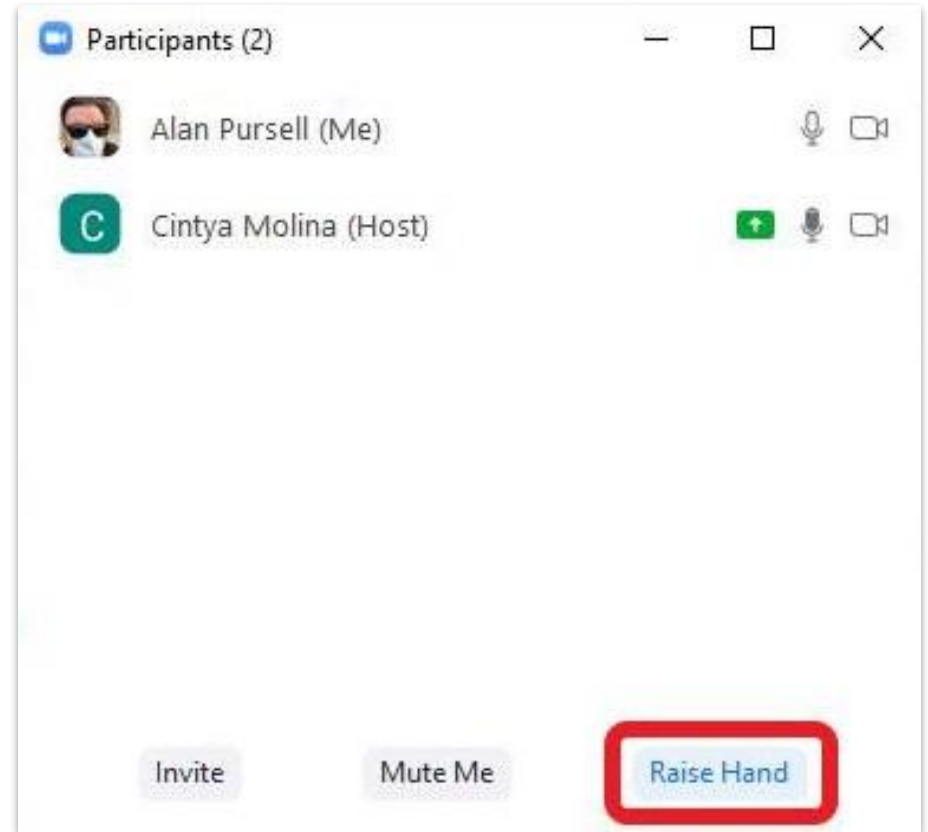 Participants (2)
Alan Pursell (Me)
C Cintya Molina (Host)
Invite Mute Me Raise Hand